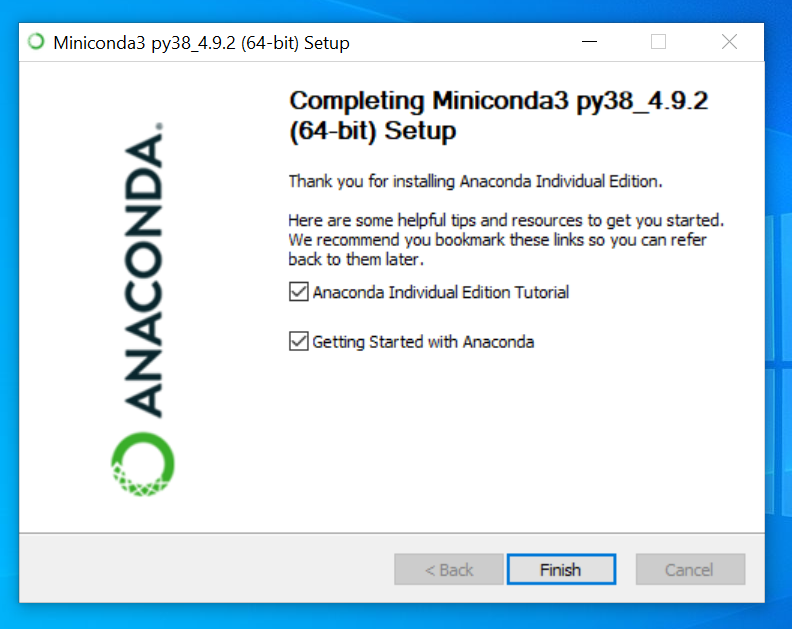 Miniconda3 py38_4.9.2 (64-bit) Setup
ANACONDA.
Completing Miniconda3 py38_4.9.2
(64-bit) Setup
Thank you for installing Anaconda Individual Edition.
Here are some helpful tips and resources to get you started.
We recommend you bookmark these links so you can refer
back to them later.
Anaconda Individual Edition Tutorial
Getting Started with Anaconda
< Back
Finish
Cancel